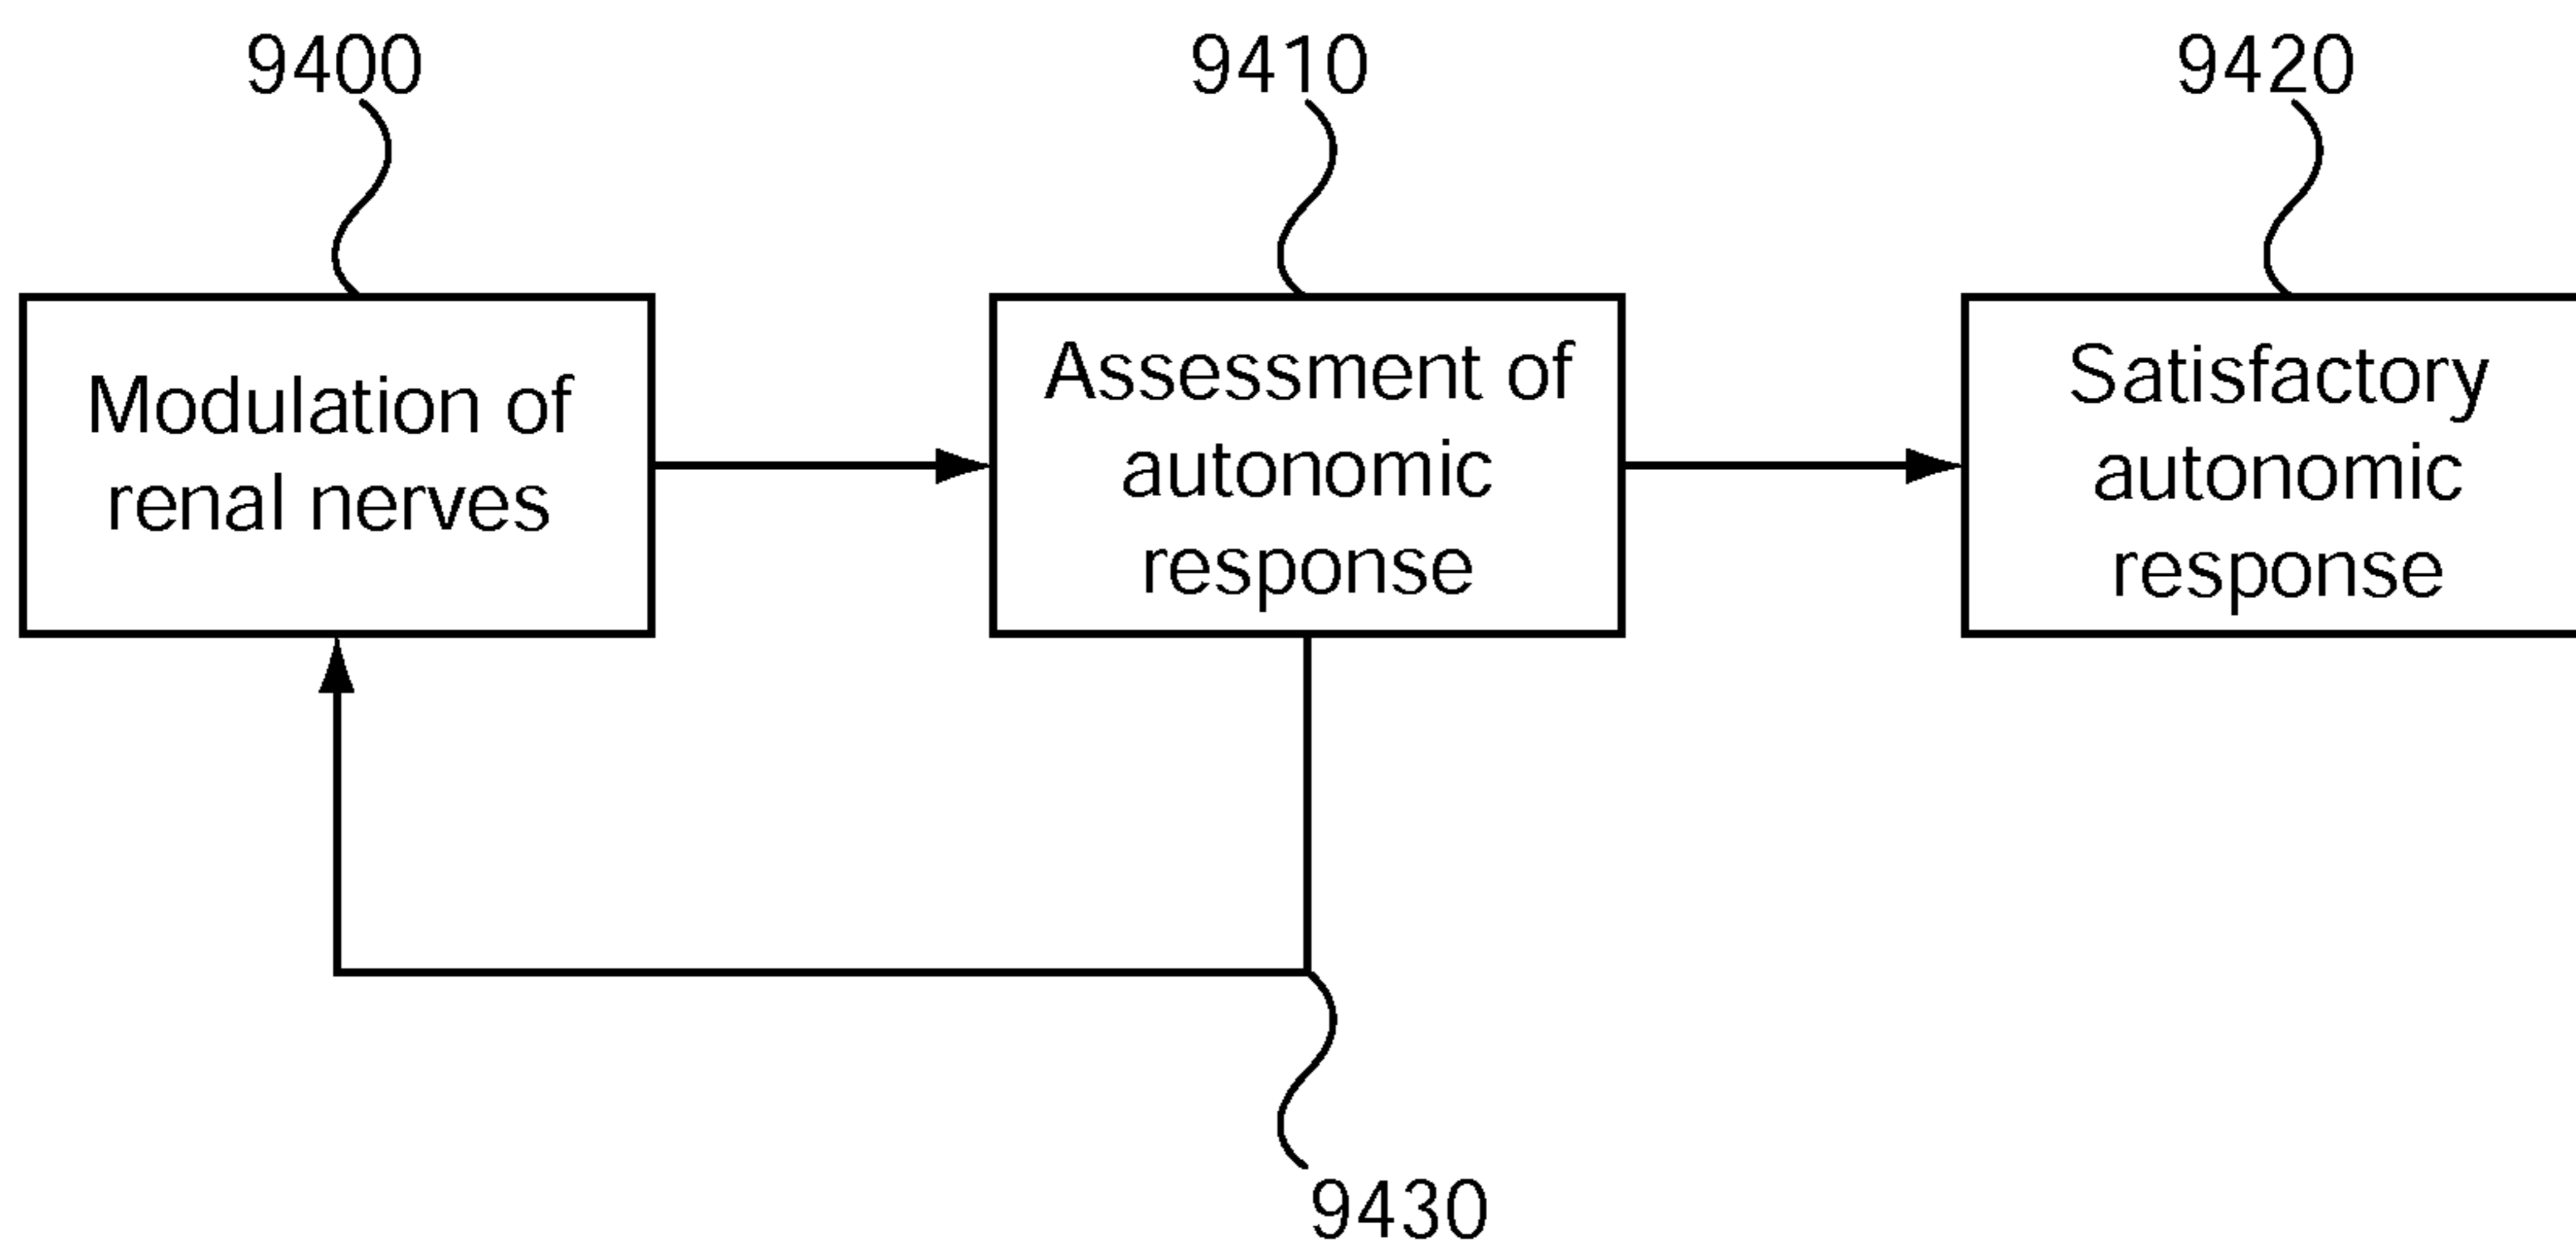 9400
9410
9420
Modulation of
renal nerves
Assessment of
autonomic
response
Satisfactory
autonomic
response
9430